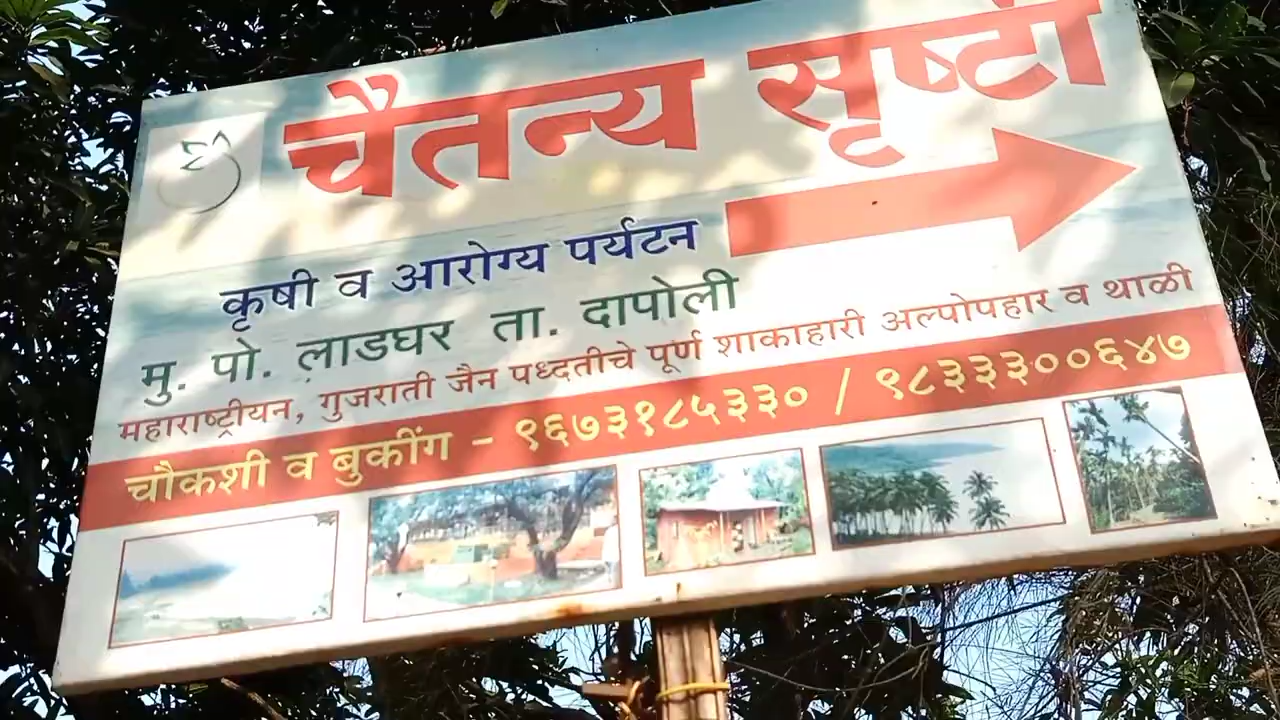 चैतन्य सृष्टी
कृषी व आरोग्य पर्यटन
मु. पो. लाडघर ता. दापोली
महाराष्ट्रीयन, गुजराती जैन पध्दतीचे पूर्ण शाकाहारी अल्पोपहार व थाळी
चौकशी व बुकींग - ९६७३१८५३३० / ९८३३३००६४७